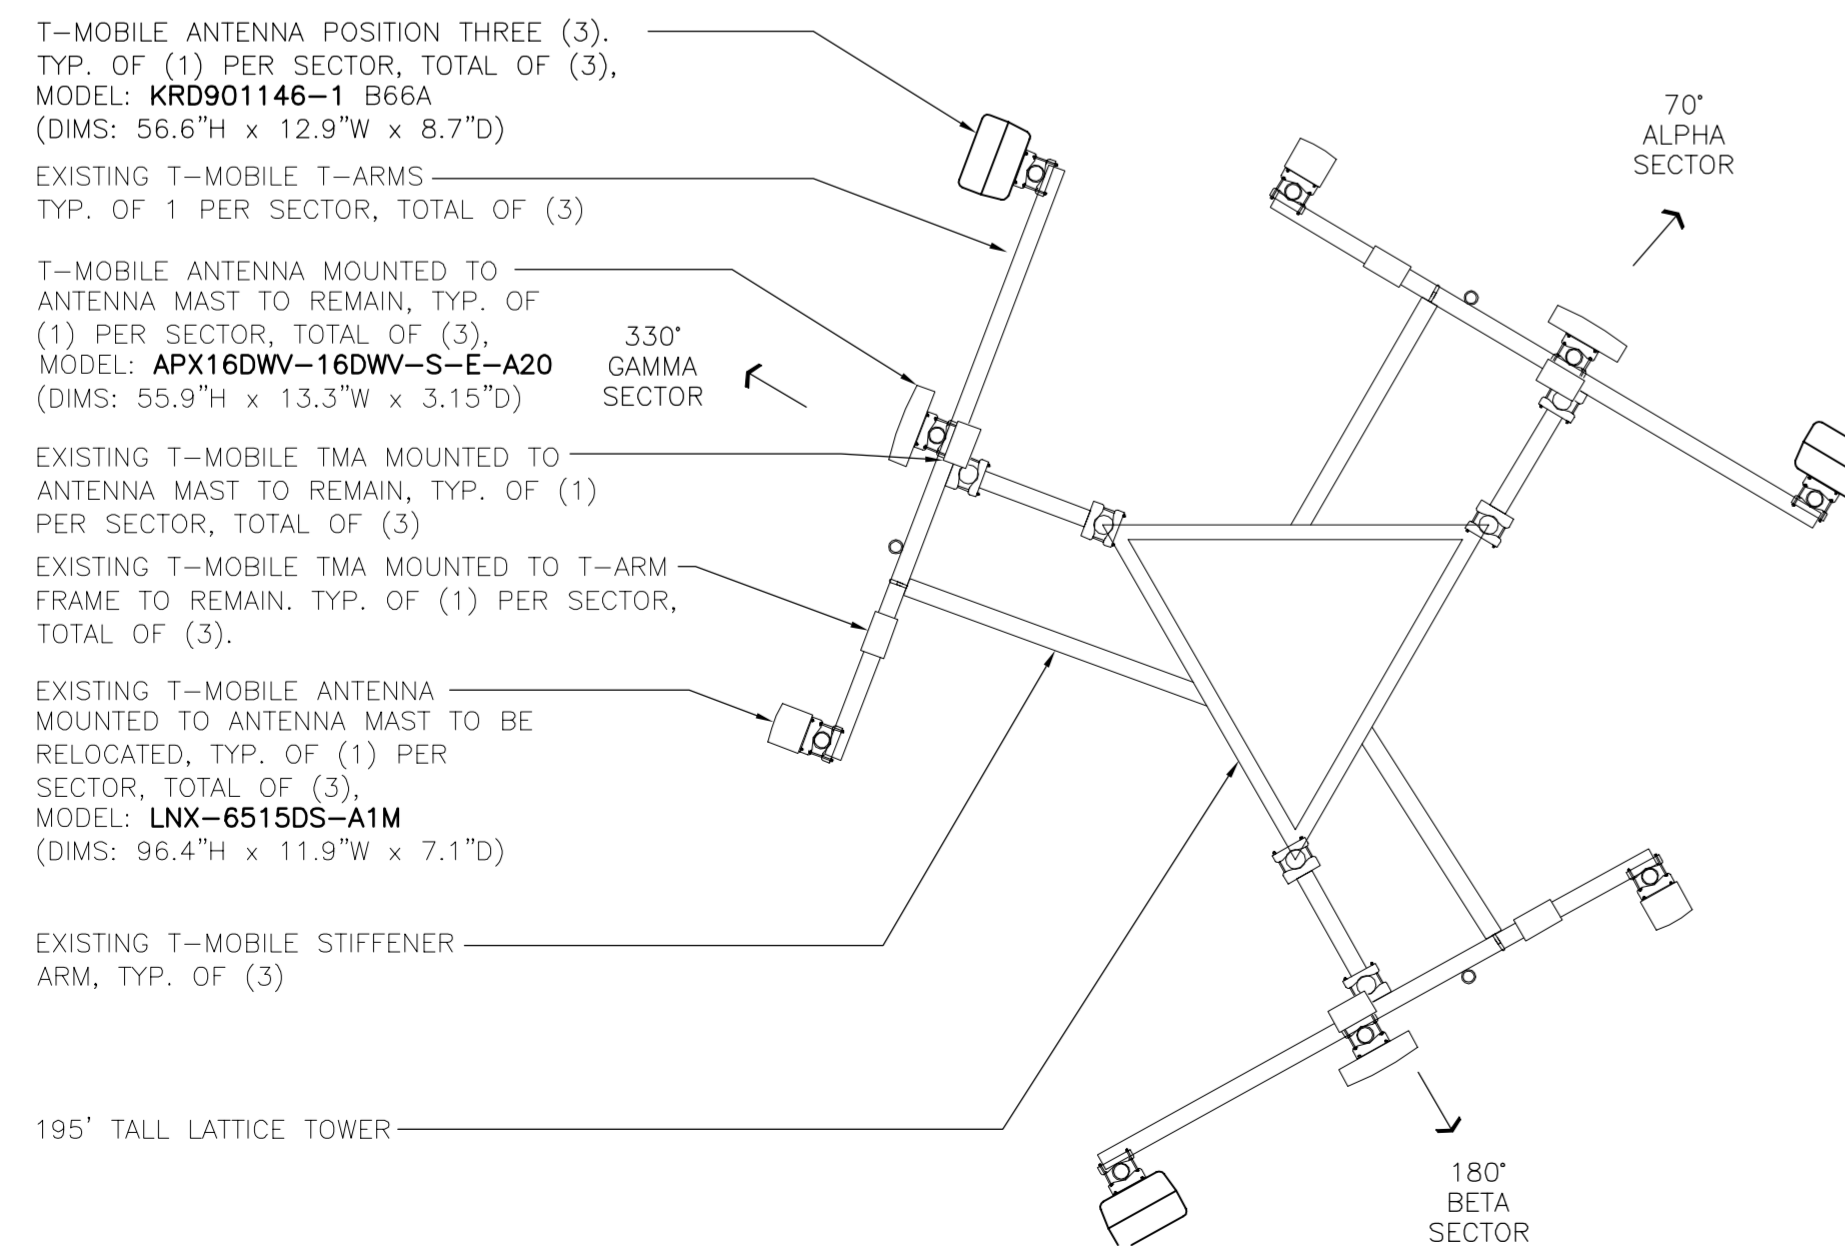 T-MOBILE ANTENNA POSITION THREE (3).
TYP. OF (1) PER SECTOR, TOTAL OF (3),
MODEL: KRD901146-1 B66A
(DIMS: 56.6"H x 12.9"W x 8.7"D)
EXISTING T-MOBILE T-ARMS
TYP. OF 1 PER SECTOR, TOTAL OF (3)
T-MOBILE ANTENNA MOUNTED TO
ANTENNA MAST TO REMAIN, TYP. OF
(1) PER SECTOR, TOTAL OF (3),
MODEL: APX16DWV-16DWV-S-E-A20
(DIMS: 55.9"H x 13.3"W x 3.15"D)
EXISTING T-MOBILE TMA MOUNTED TO
ANTENNA MAST TO REMAIN, TYP. OF (1)
PER SECTOR, TOTAL OF (3)
EXISTING T-MOBILE TMA MOUNTED TO T-ARM
FRAME TO REMAIN. TYP. OF (1) PER SECTOR,
TOTAL OF (3).
EXISTING T-MOBILE ANTENNA
MOUNTED TO ANTENNA MAST TO BE
RELOCATED, TYP. OF (1) PER
SECTOR, TOTAL OF (3),
MODEL: LNX-6515DS-A1M
(DIMS: 96.4"H x 11.9"W x 7.1"D)
EXISTING T-MOBILE STIFFENER
ARM, TYP. OF (3)
195' TALL LATTICE TOWER
330°
GAMMA
SECTOR
70°
ALPHA
SECTOR
180°
BETA
SECTOR